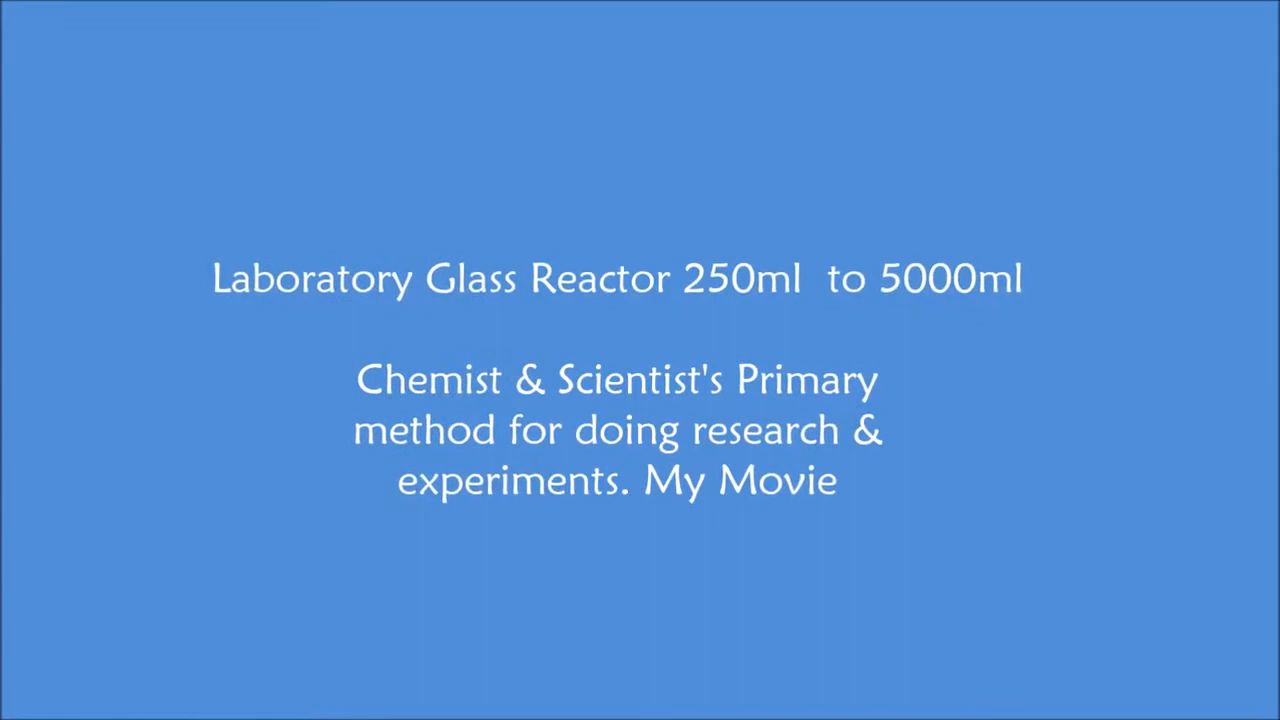 Laboratory Glass Reactor 250ml  to 5000ml
Chemist & Scientist's Primary
method for doing research &
experiments. My Movie